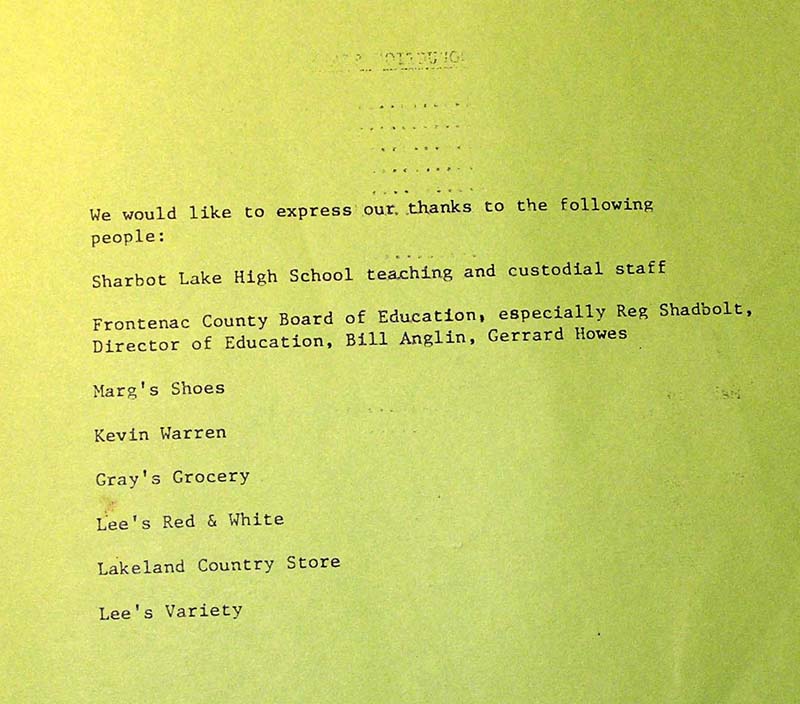 We would like to express our thanks to the following
people:
Sharbot Lake High School teaching and custodial staff
Frontenac County Board of Education, especially Reg Shadbolt,
Director of Education, Bill Anglin, Gerrard Howes
Marg's Shoes
Kevin Warren
Gray's Grocery
Lee's Red & White
Lakeland Country Store
Lee's Variety